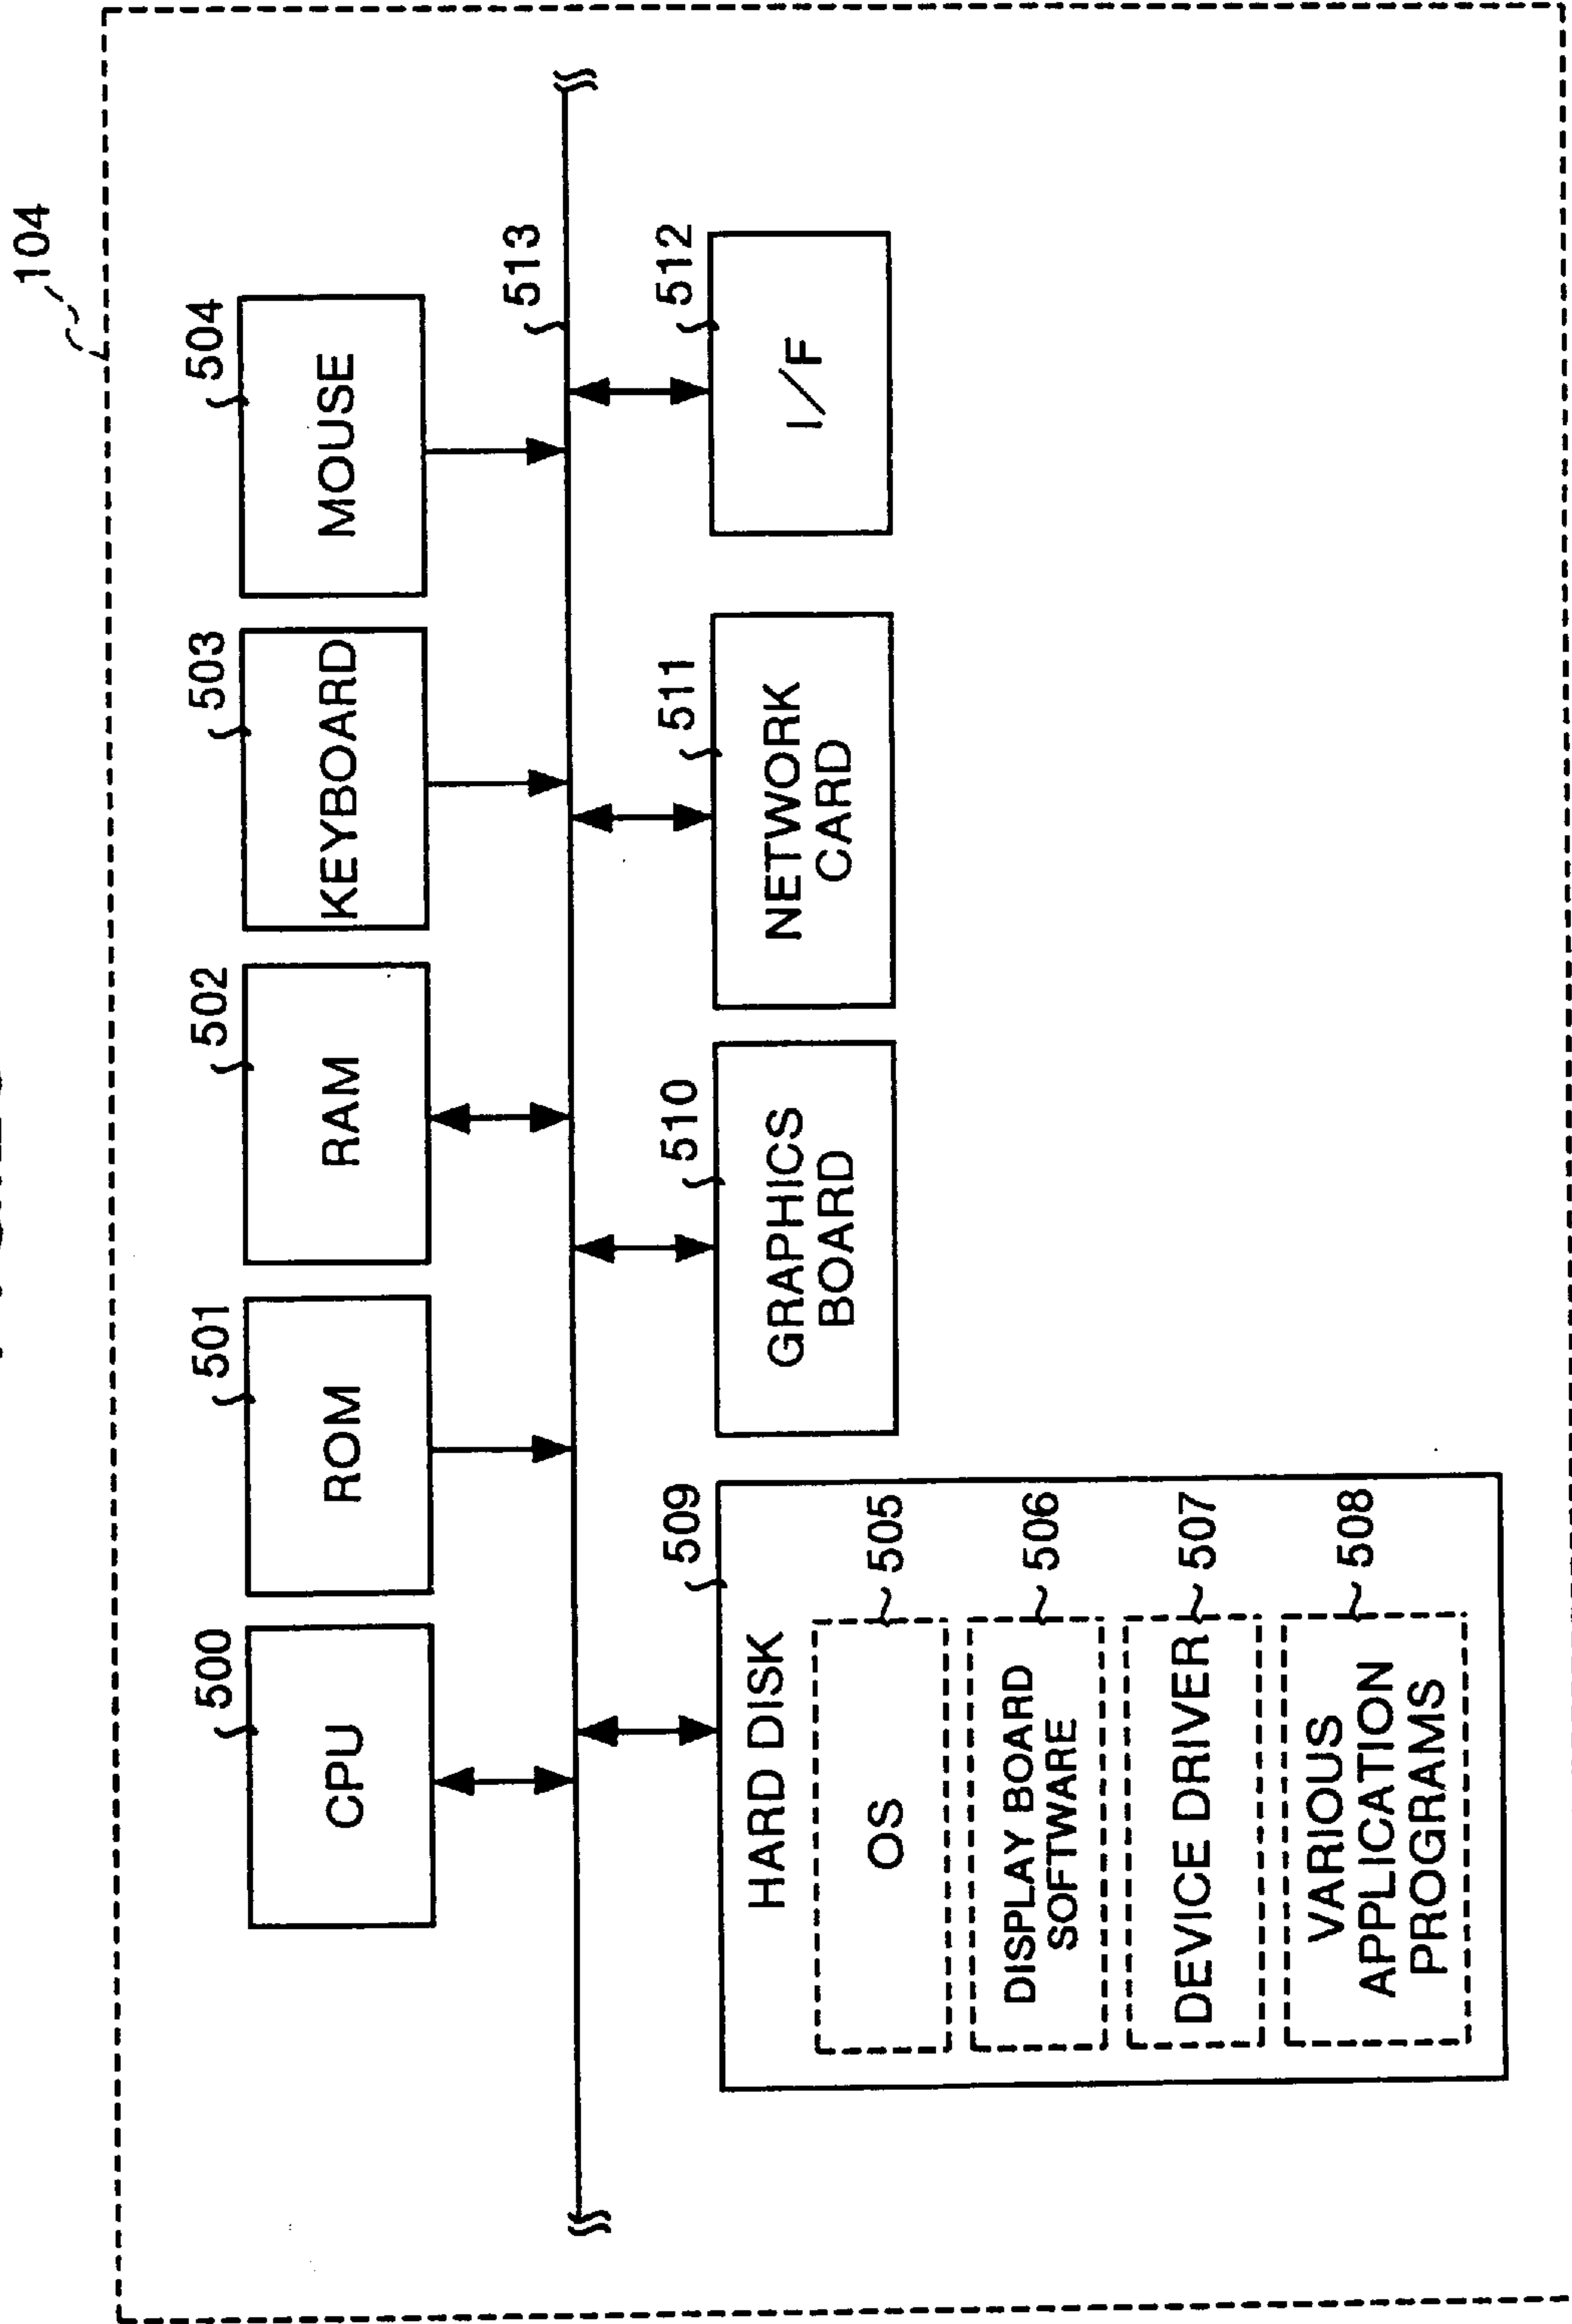 104
500
CPU
501
ROM
502
RAM
503
KEYBOARD
504
MOUSE
513
509
HARD DISK
OS
505
DISPLAY BOARD
SOFTWARE
506
DEVICE DRIVER
507
VARIOUS
APPLICATION
PROGRAMS
508
510
GRAPHICS
BOARD
511
NETWORK
CARD
512
I/F